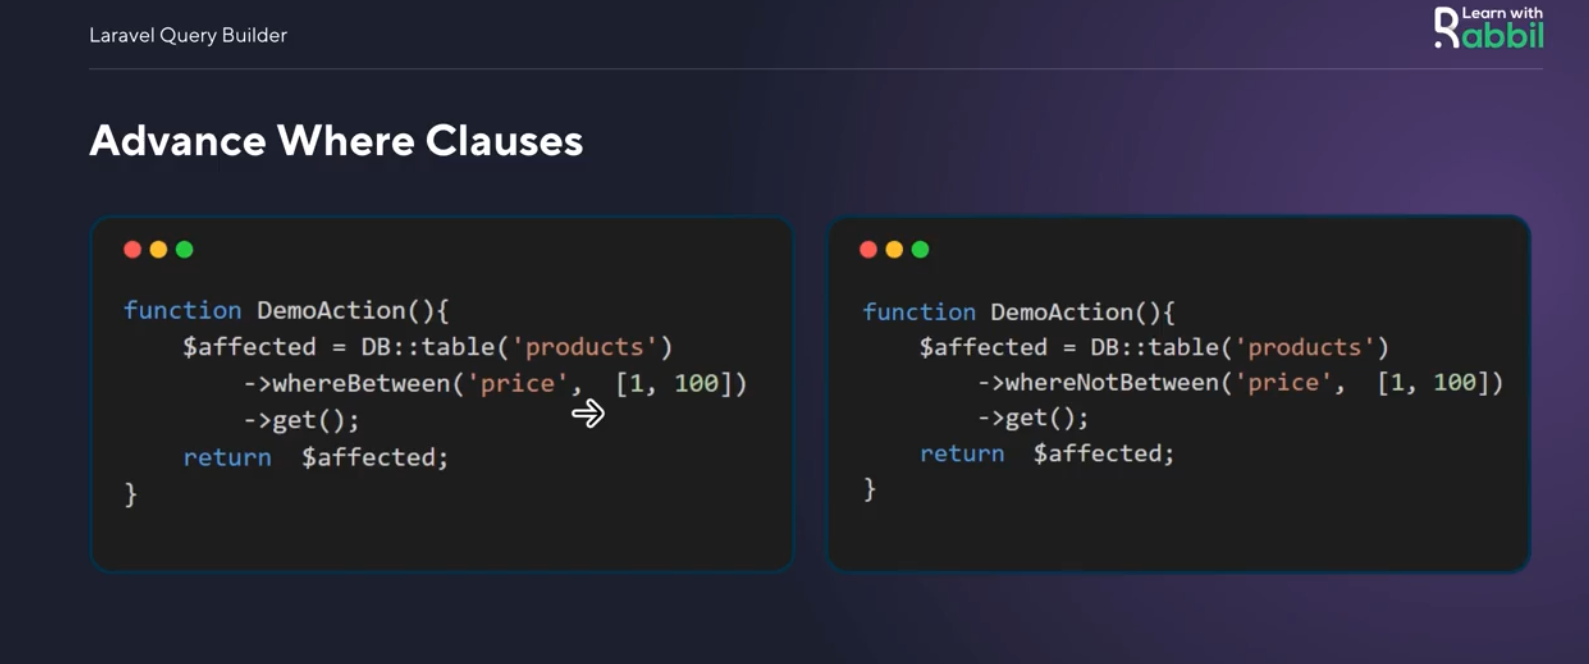 Laravel Query Builder
Learn with
Rabbil
Advance Where Clauses
function DemoAction(){
    $affected = DB::table('products')
        ->whereBetween('price',  [1, 100])
        ->get();
    return  $affected;
}
function DemoAction(){
    $affected = DB::table('products')
        ->whereNotBetween('price',  [1, 100])
        ->get();
    return  $affected;
}